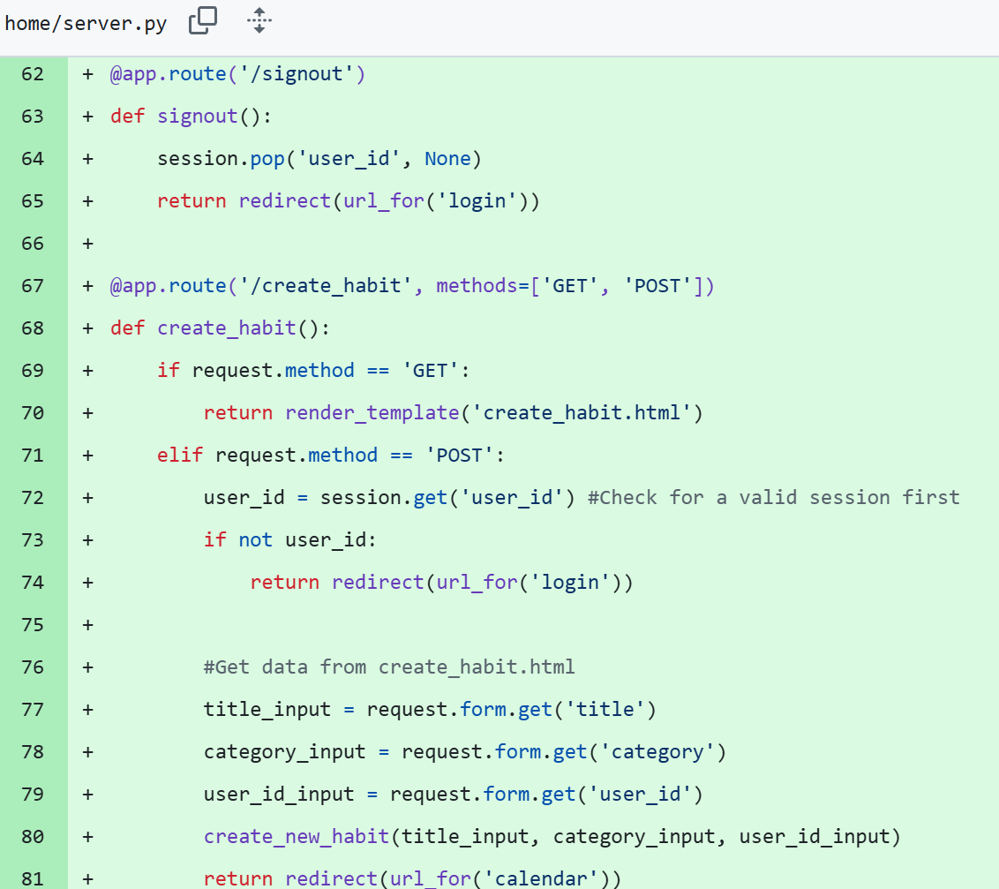 home/server.py
62 + @app.route('/signout')
63 + def signout():
64 +     session.pop('user_id', None)
65 +     return redirect(url_for('login'))
66 +
67 + @app.route('/create_habit', methods=['GET', 'POST'])
68 + def create_habit():
69 +     if request.method == 'GET':
70 +         return render_template('create_habit.html')
71 +     elif request.method == 'POST':
72 +         user_id = session.get('user_id') #Check for a valid session first
73 +         if not user_id:
74 +             return redirect(url_for('login'))
75 +
76 +         #Get data from create_habit.html
77 +         title_input = request.form.get('title')
78 +         category_input = request.form.get('category')
79 +         user_id_input = request.form.get('user_id')
80 +         create_new_habit(title_input, category_input, user_id_input)
81 +         return redirect(url_for('calendar'))